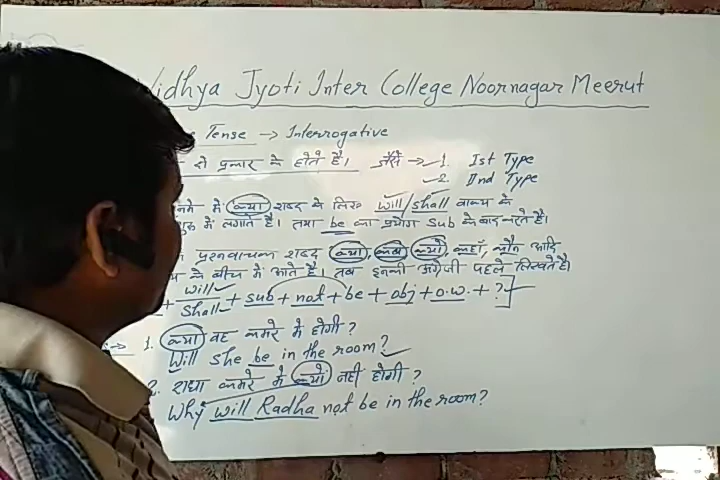 Vidhya Jyoti Inter College Noornagar Meerut
Tense → Interrogative
से प्रकार के होते है। जैसे → 1. Ist Type
2. IInd Type
में क्या शब्द के लिए will/shall वाक्य के
शुरू में लगाते है। तथा be का प्रयोग sub के बाद करते है।
प्रश्नवाचक शब्द क्या, कब, क्यों, कहाँ, कौन आदि
के बीच में आते है। तब इनकी अंग्रेजी पहले लिखते है।
+ will/shall + sub + not + be + obj + o.w. + ?
1. क्या वह कमरे में होगी?
Will she be in the room?
2. राधा कमरे में क्यों नहीं होगी?
Why will Radha not be in the room?